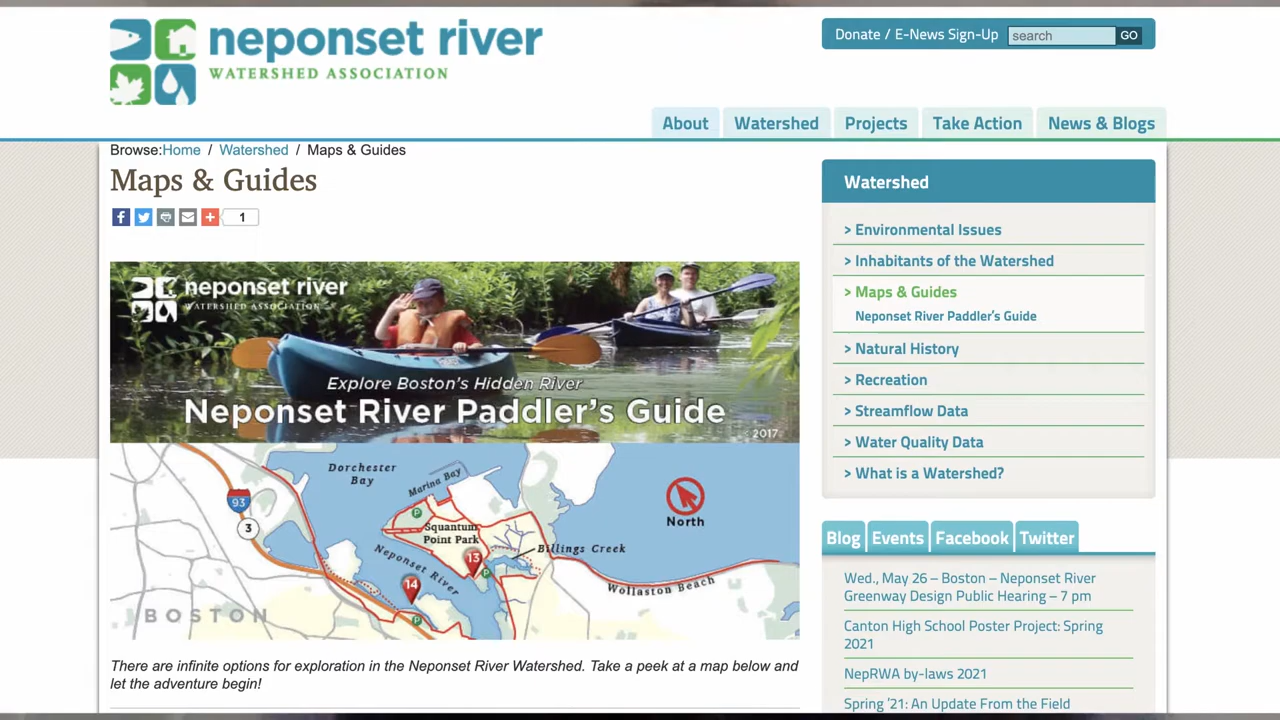 neponset river
WATERSHED ASSOCIATION
Donate / E-News Sign-Up
search
GO
About
Watershed
Projects
Take Action
News & Blogs
Browse:Home / Watershed / Maps & Guides
Maps & Guides
1
neponset river
WATERSHED ASSOCIATION
Explore Boston's Hidden River
Neponset River Paddler's Guide
2017
Dorchester
Bay
Marina Bay
93
3
P
Squantum
Point Park
North
Billings Creek
Neponset River
13
P
14
Wollaston Beach
BOSTON
P
There are infinite options for exploration in the Neponset River Watershed. Take a peek at a map below and
let the adventure begin!
Watershed
> Environmental Issues
> Inhabitants of the Watershed
> Maps & Guides
Neponset River Paddler's Guide
> Natural History
> Recreation
> Streamflow Data
> Water Quality Data
> What is a Watershed?
Blog
Events
Facebook
Twitter
Wed., May 26 – Boston – Neponset River
Greenway Design Public Hearing – 7 pm
Canton High School Poster Project: Spring
2021
NepRWA by-laws 2021
Spring '21: An Update From the Field